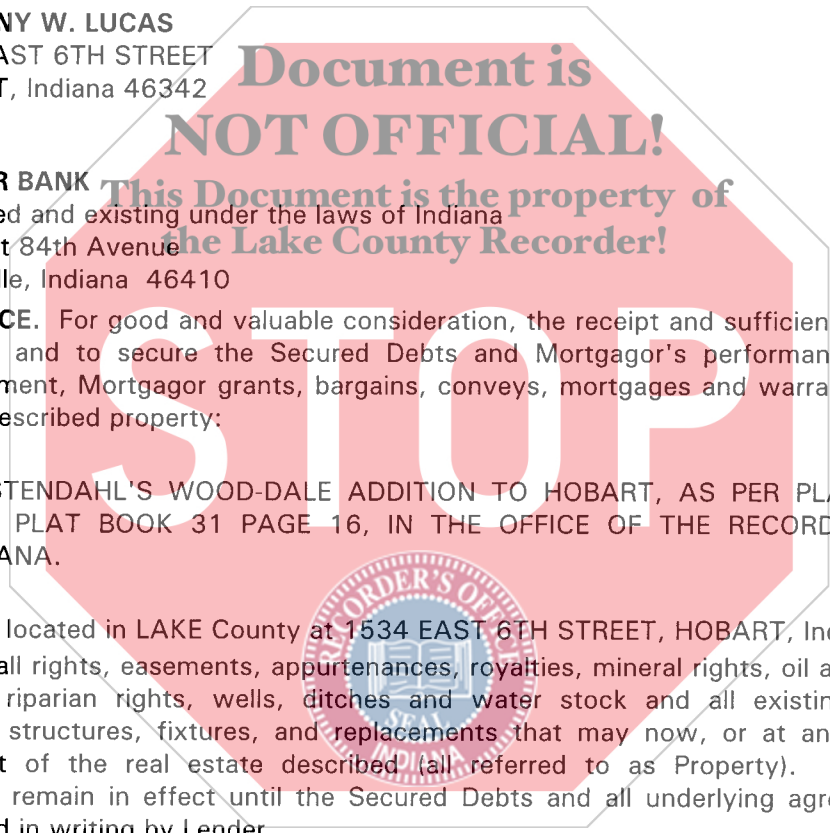 NY W. LUCAS
AST 6TH STREET
T, Indiana 46342
Document is
NOT OFFICIAL!
This Document is the property of
the Lake County Recorder!
R BANK
ed and existing under the laws of Indiana
t 84th Avenue
lle, Indiana 46410
CE. For good and valuable consideration, the receipt and sufficien
and to secure the Secured Debts and Mortgagor's performan
ment, Mortgagor grants, bargains, conveys, mortgages and warra
escribed property:
STOP
STENDAHL'S WOOD-DALE ADDITION TO HOBART, AS PER PLA
PLAT BOOK 31 PAGE 16, IN THE OFFICE OF THE RECORD
ANA.
located in LAKE County at 1534 EAST 6TH STREET, HOBART, Ind
all rights, easements, appurtenances, royalties, mineral rights, oil a
riparian rights, wells, ditches and water stock and all existin
structures, fixtures, and replacements that may now, or at an
t of the real estate described (all referred to as Property).
remain in effect until the Secured Debts and all underlying agre
d in writing by Lender
RECORDER'S OFFICE
SEAL
INDIANA